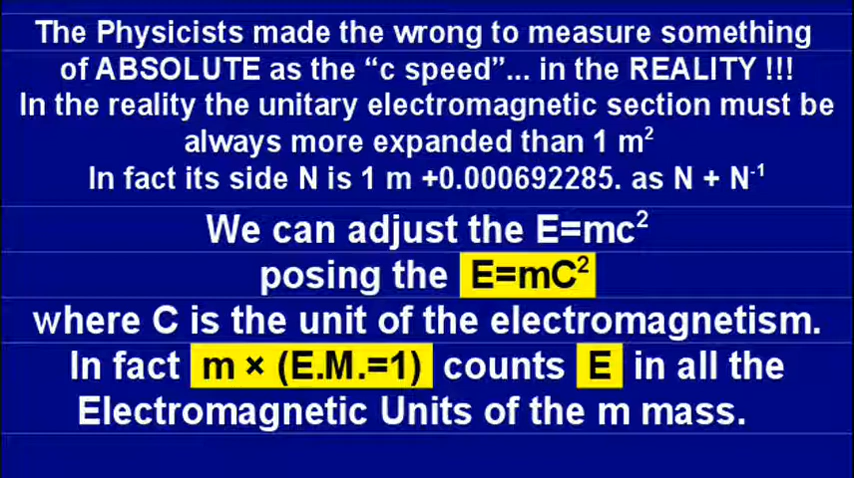 The Physicists made the wrong to measure something
of ABSOLUTE as the “c speed”... in the REALITY !!!
In the reality the unitary electromagnetic section must be
always more expanded than 1 m²
In fact its side N is 1 m +0.000692285. as N + N⁻¹
We can adjust the E=mc²
posing the E=mC²
where C is the unit of the electromagnetism.
In fact m × (E.M.=1) counts E in all the
Electromagnetic Units of the m mass.